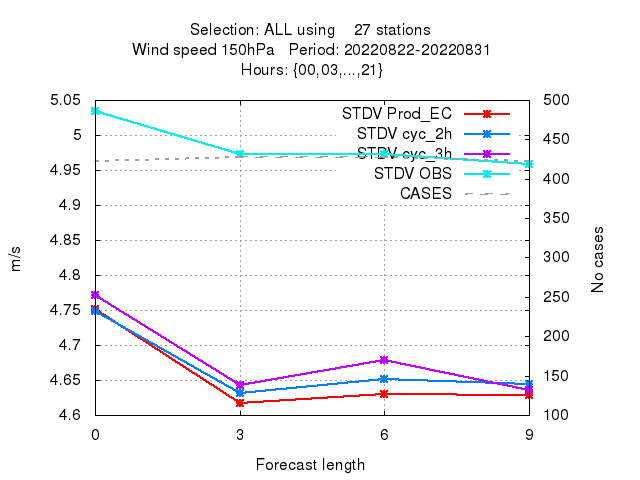 Selection: ALL using 27 stations
Wind speed 150hPa Period: 20220822-20220831
Hours: {00,03,...,21}
5.05
5
4.95
4.9
4.85
4.8
4.75
4.7
4.65
4.6
m/s
STDV Prod_EC
STDV cyc_2h
STDV cyc_3h
STDV OBS
CASES
500
450
400
350
300
250
200
150
100
No cases
0 3 6 9
Forecast length